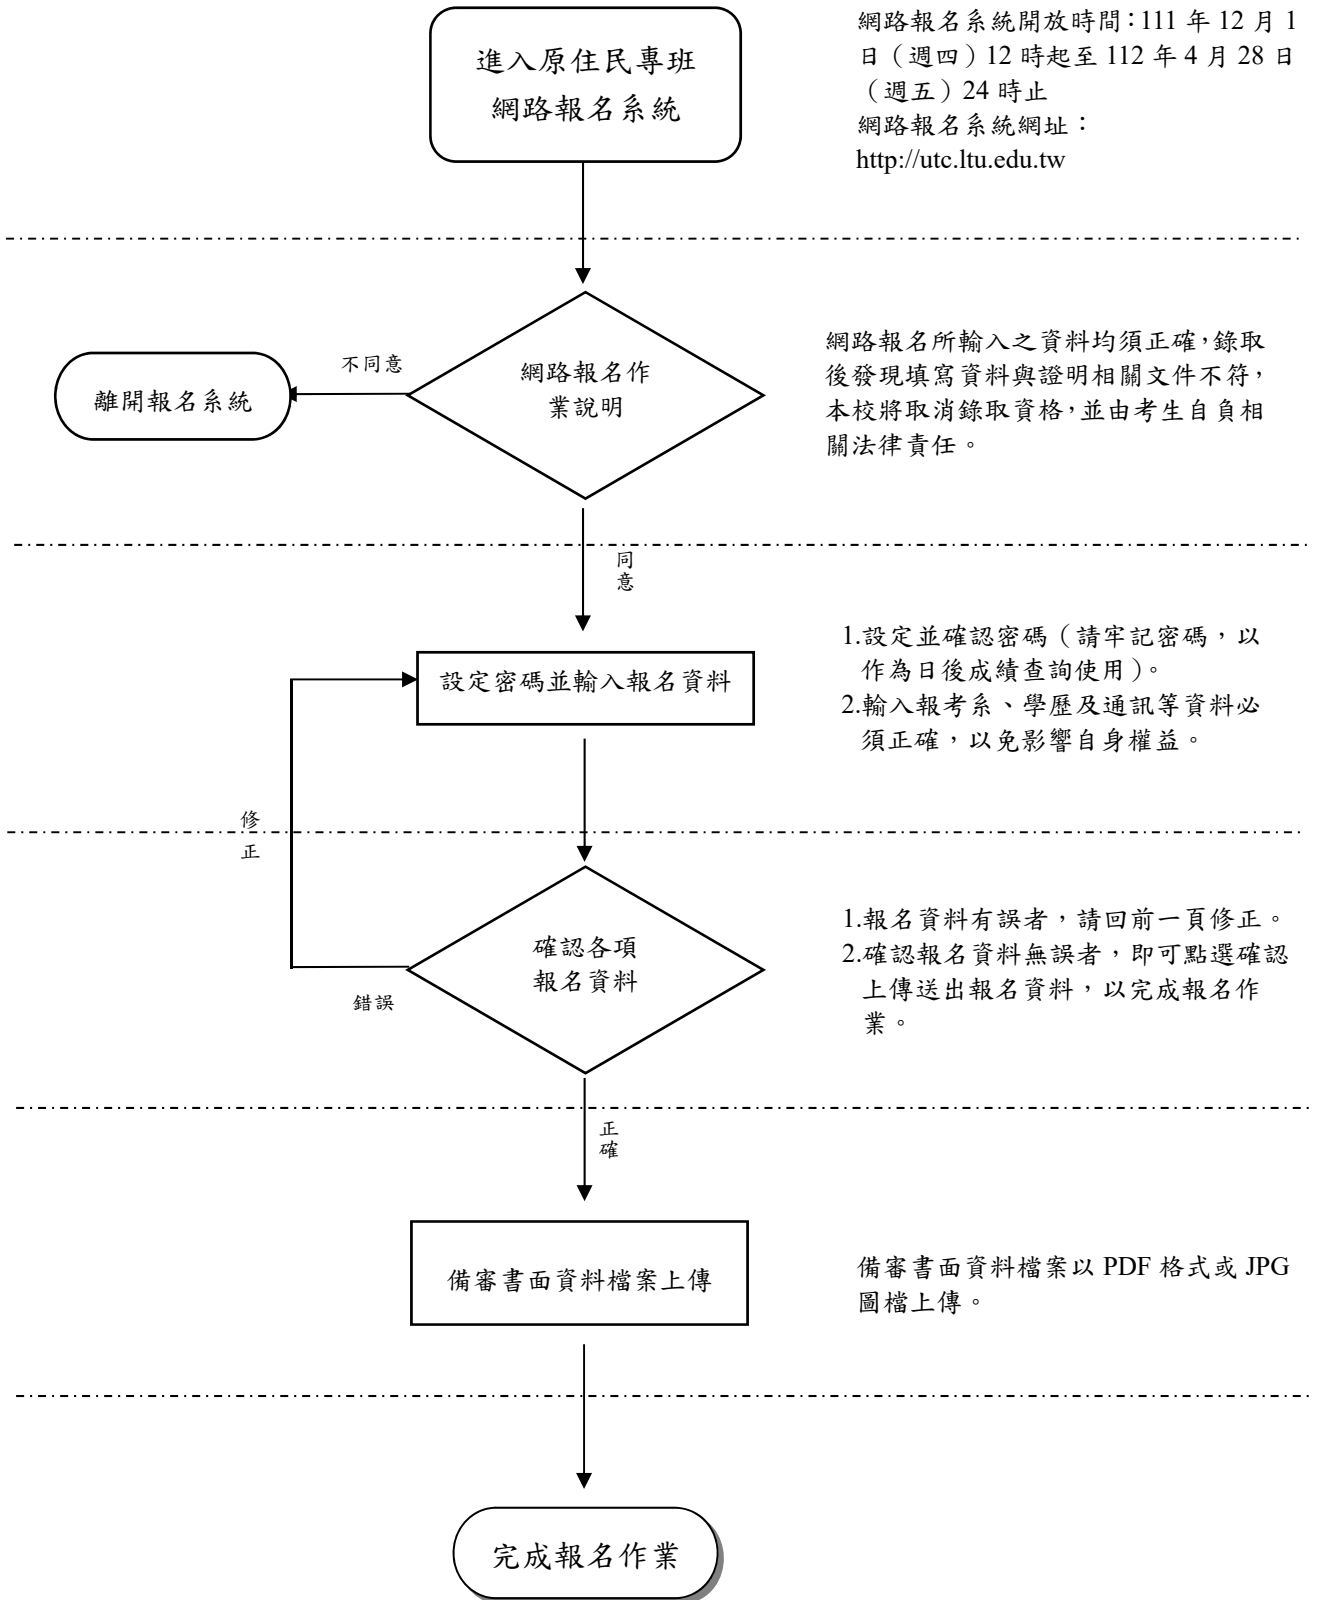 進入原住民專班
網路報名系統
網路報名系統開放時間：111 年 12 月 1
日（週四）12 時起至 112 年 4 月 28 日
（週五）24 時止
網路報名系統網址：
http://utc.ltu.edu.tw
不同意
離開報名系統
網路報名作
業說明
網路報名所輸入之資料均須正確，錄取
後發現填寫資料與證明相關文件不符，
本校將取消錄取資格，並由考生自負相
關法律責任。
同
意
設定密碼並輸入報名資料
1.設定並確認密碼（請牢記密碼，以
作為日後成績查詢使用）。
2.輸入報考系、學歷及通訊等資料必
須正確，以免影響自身權益。
修
正
確認各項
報名資料
錯誤
1.報名資料有誤者，請回前一頁修正。
2.確認報名資料無誤者，即可點選確認
上傳送出報名資料，以完成報名作
業。
正
確
備審書面資料檔案上傳
備審書面資料檔案以 PDF 格式或 JPG
圖檔上傳。
完成報名作業